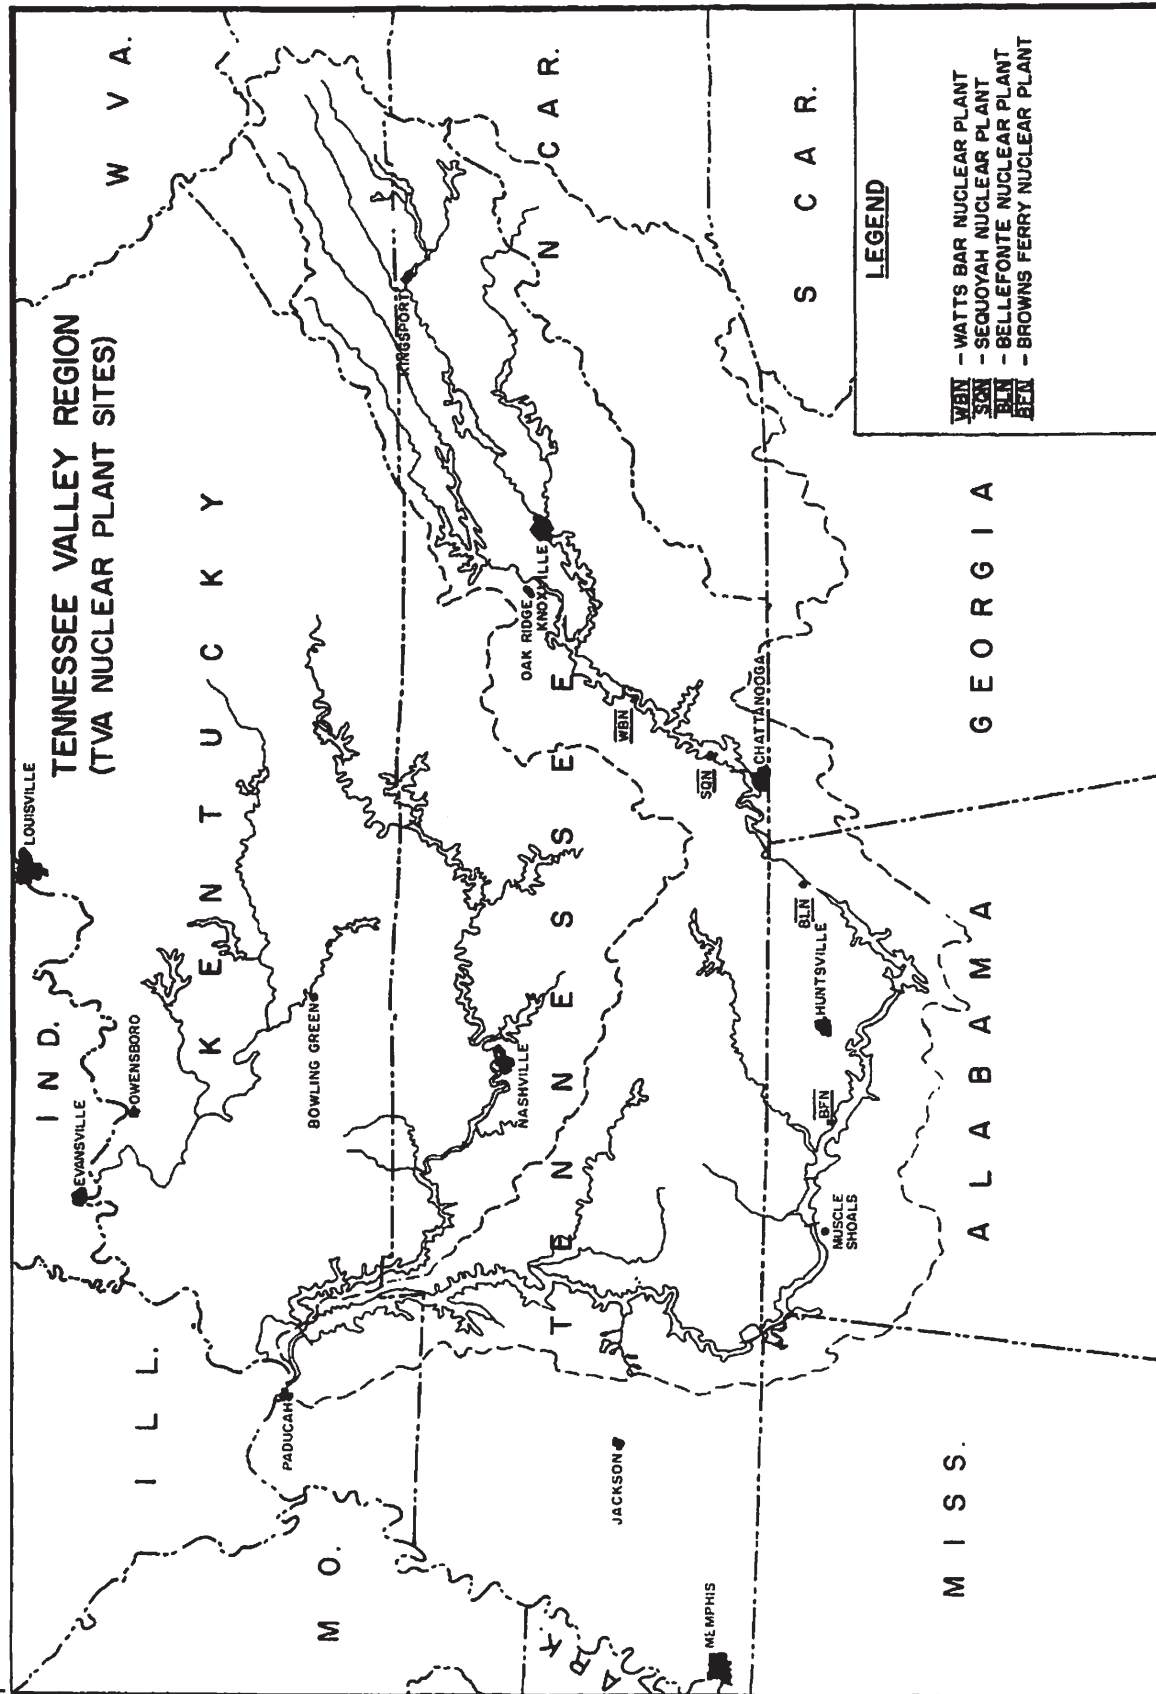 TENNESSEE VALLEY REGION
(TVA NUCLEAR PLANT SITES)
LOUISVILLE
W VA.
IND.
EVANSVILLE
OWENSBORO
ILL.
KENTUCKY
BOWLING GREEN
PADUCAH
MO.
KINGSPORT
NASHVILLE
OAK RIDGE
KNOXVILLE
N CAR.
TENNESSEE
JACKSON
WBN
SQN
CHATTANOOGA
ARK
MEMPHIS
S CAR.
BLN
HUNTSVILLE
BFN
MUSCLE
SHOALS
MISS.
ALABAMA
GEORGIA
LEGEND
WBN – WATTS BAR NUCLEAR PLANT
SQN – SEQUOYAH NUCLEAR PLANT
BLN – BELLEFONTE NUCLEAR PLANT
BFN – BROWNS FERRY NUCLEAR PLANT